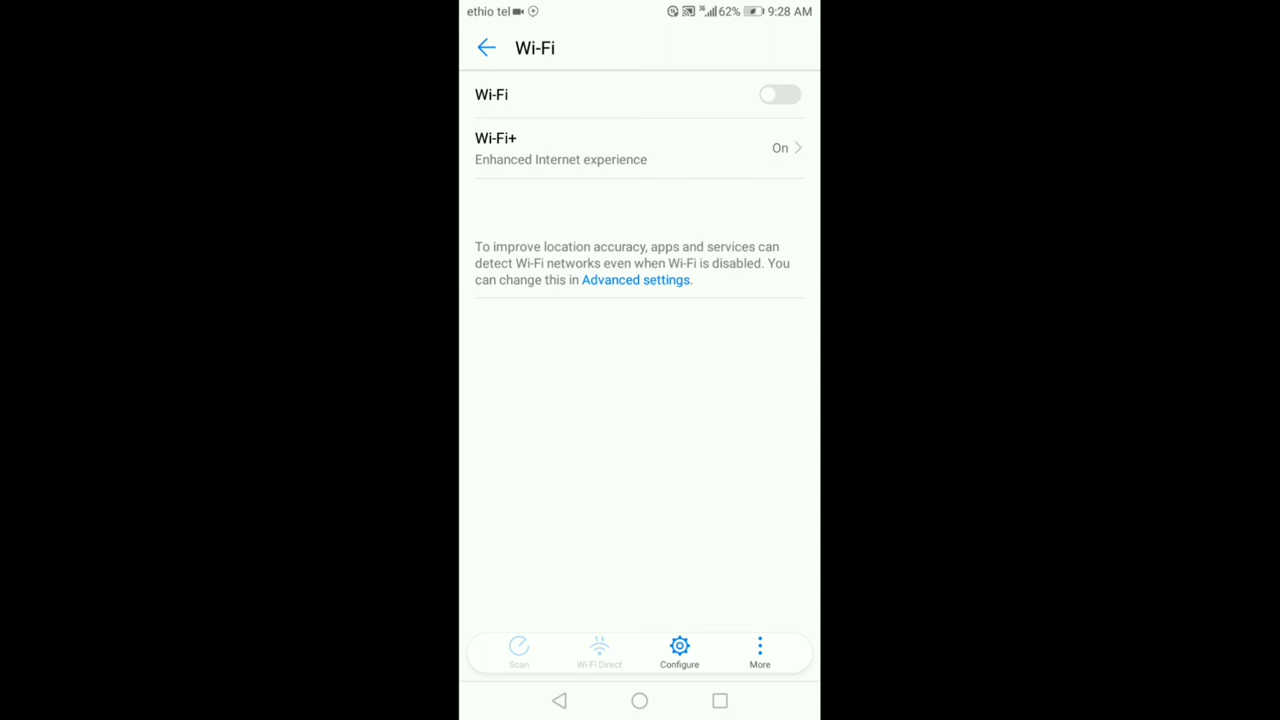 ethio tel 62% 9:28 AM
Wi-Fi
Wi-Fi
Wi-Fi+
Enhanced Internet experience
On
To improve location accuracy, apps and services can
detect Wi-Fi networks even when Wi-Fi is disabled. You
can change this in Advanced settings.
Scan Wi-Fi Direct Configure More